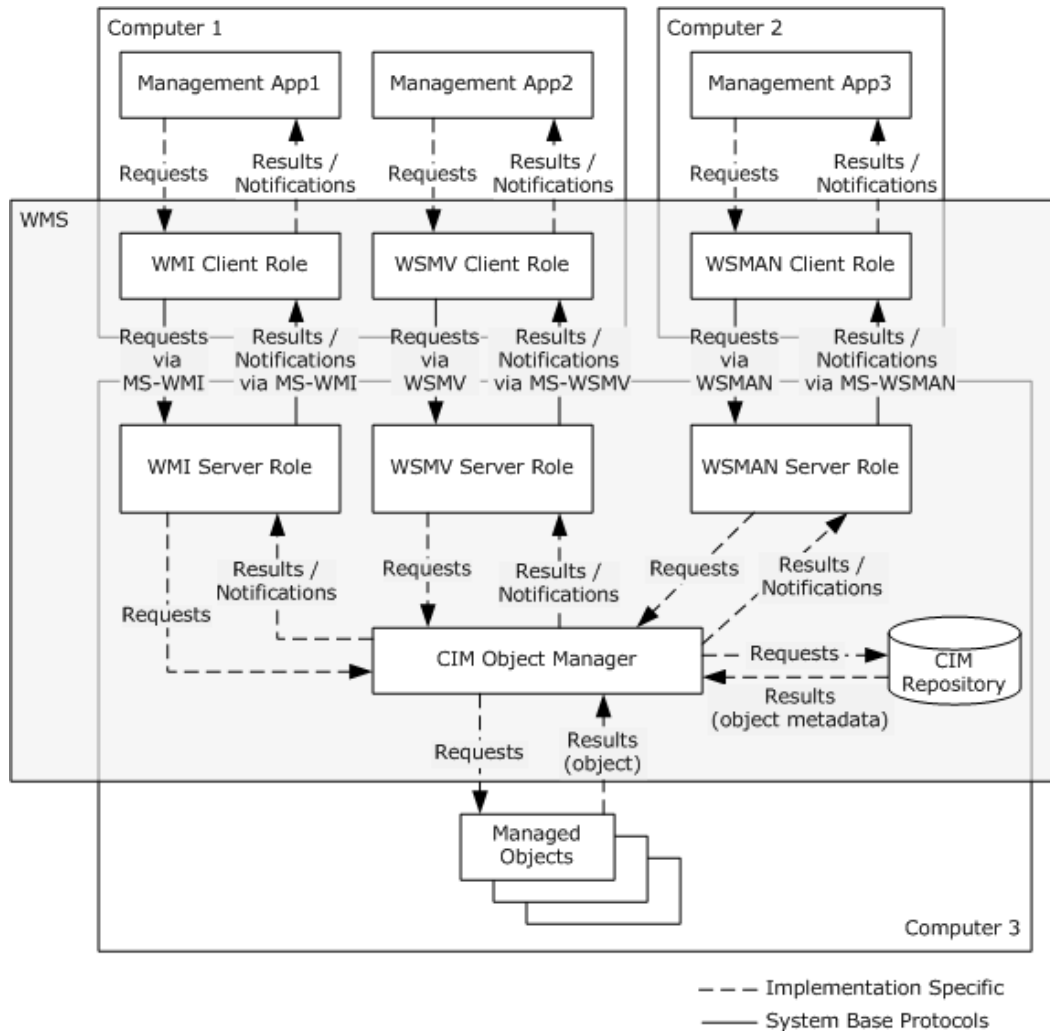 Computer 1
Computer 2
Management App1
Management App2
Management App3
Requests
Results /
Notifications
Requests
Results /
Notifications
Requests
Results /
Notifications
WMS
WMI Client Role
WSMV Client Role
WSMAN Client Role
Requests
via
MS-WMI
Results /
Notifications
via MS-WMI
Requests
via
WSMV
Results /
Notifications
via MS-WSMV
Requests
via
WSMAN
Results /
Notifications
via MS-WSMAN
WMI Server Role
WSMV Server Role
WSMAN Server Role
Requests
Results /
Notifications
Requests
Results /
Notifications
Requests
Results /
Notifications
CIM Object Manager
Requests
Results
(object metadata)
CIM
Repository
Requests
Results
(object)
Managed
Objects
Computer 3
Implementation Specific
System Base Protocols